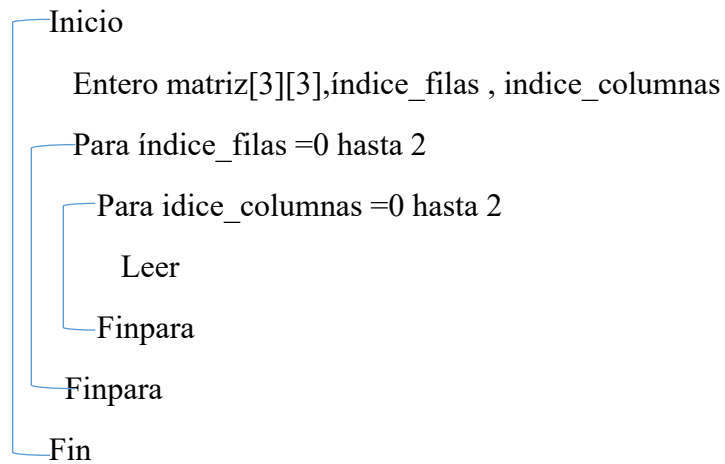 Inicio
Entero matriz[3][3],índice_filas , indice_columnas
Para índice_filas =0 hasta 2
Para idice_columnas =0 hasta 2
Leer
Finpara
Finpara
Fin